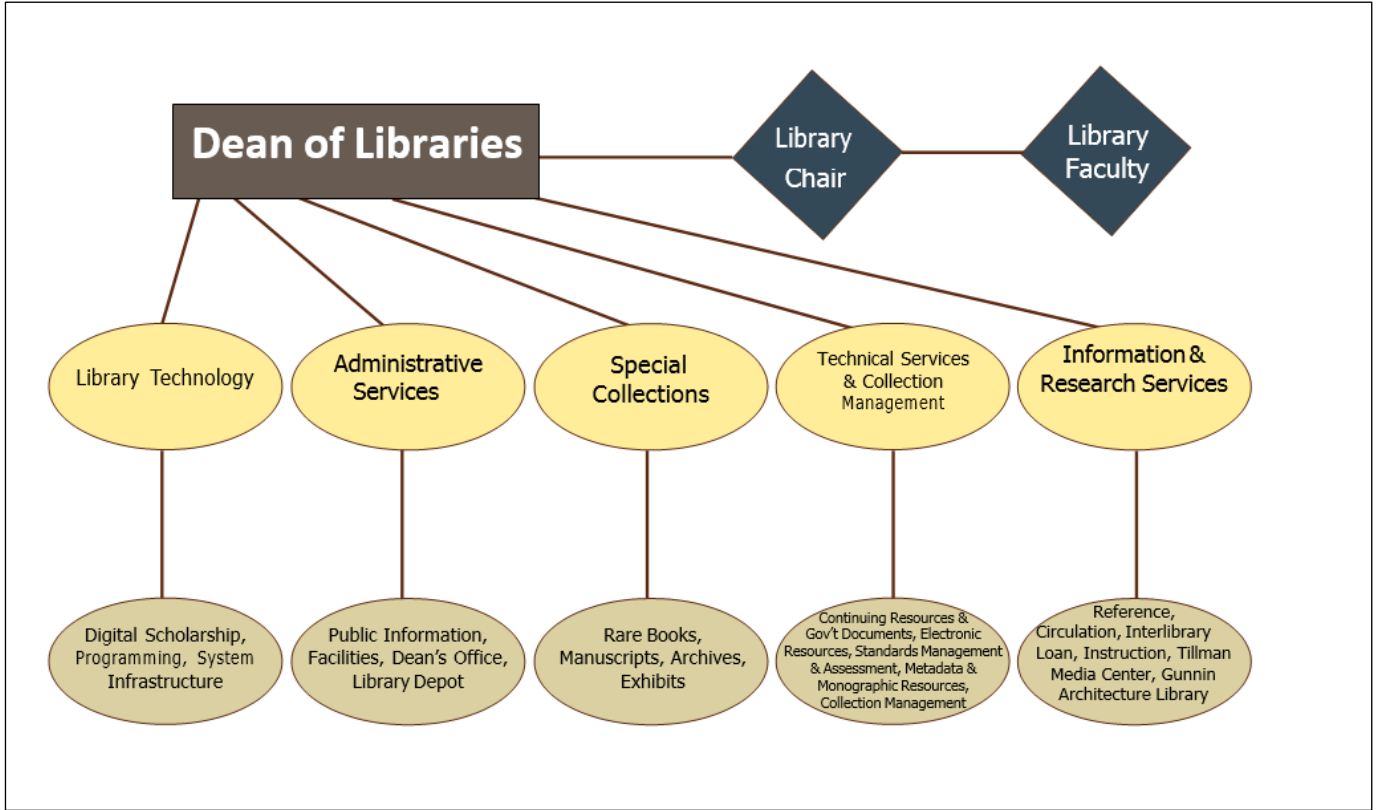 Dean of Libraries
Library
Chair
Library
Faculty
Library Technology
Administrative
Services
Special
Collections
Technical Services
& Collection
Management
Information &
Research Services
Digital Scholarship,
Programming, System
Infrastructure
Public Information,
Facilities, Dean's Office,
Library Depot
Rare Books,
Manuscripts, Archives,
Exhibits
Continuing Resources &
Gov't Documents, Electronic
Resources, Standards Management
& Assessment, Metadata &
Monographic Resources,
Collection Management
Reference,
Circulation, Interlibrary
Loan, Instruction, Tillman
Media Center, Gunnin
Architecture Library